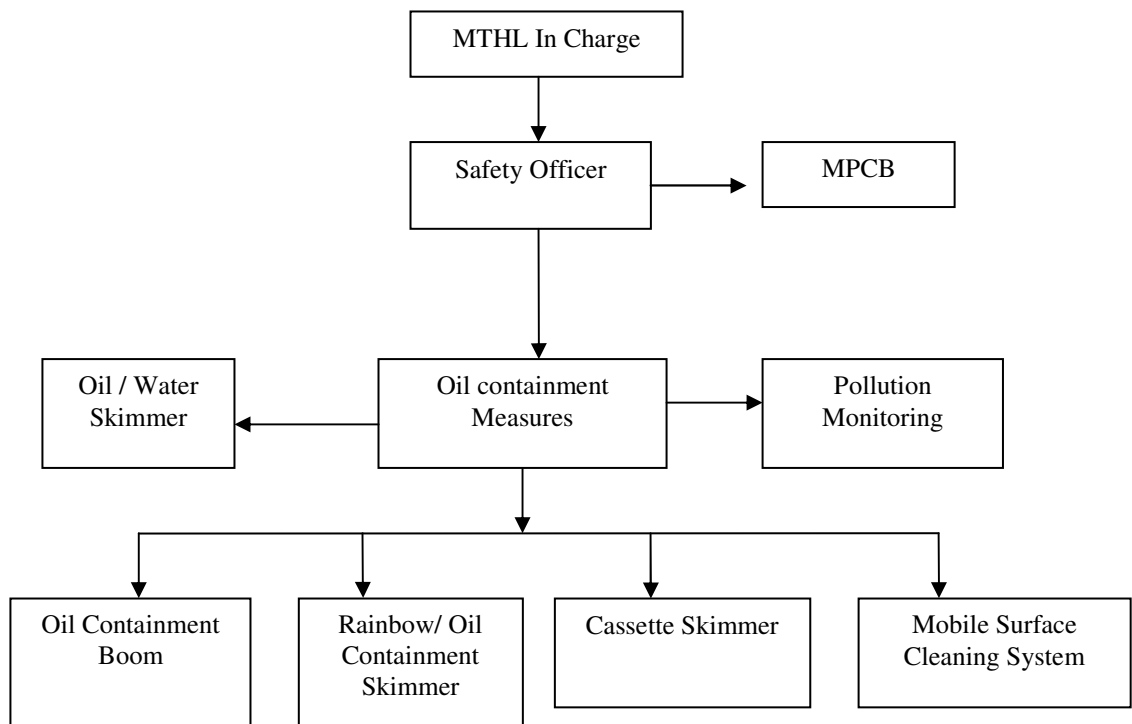 MTHL In Charge
Safety Officer
MPCB
Oil / Water
Skimmer
Oil containment
Measures
Pollution
Monitoring
Oil Containment
Boom
Rainbow/ Oil
Containment
Skimmer
Cassette Skimmer
Mobile Surface
Cleaning System